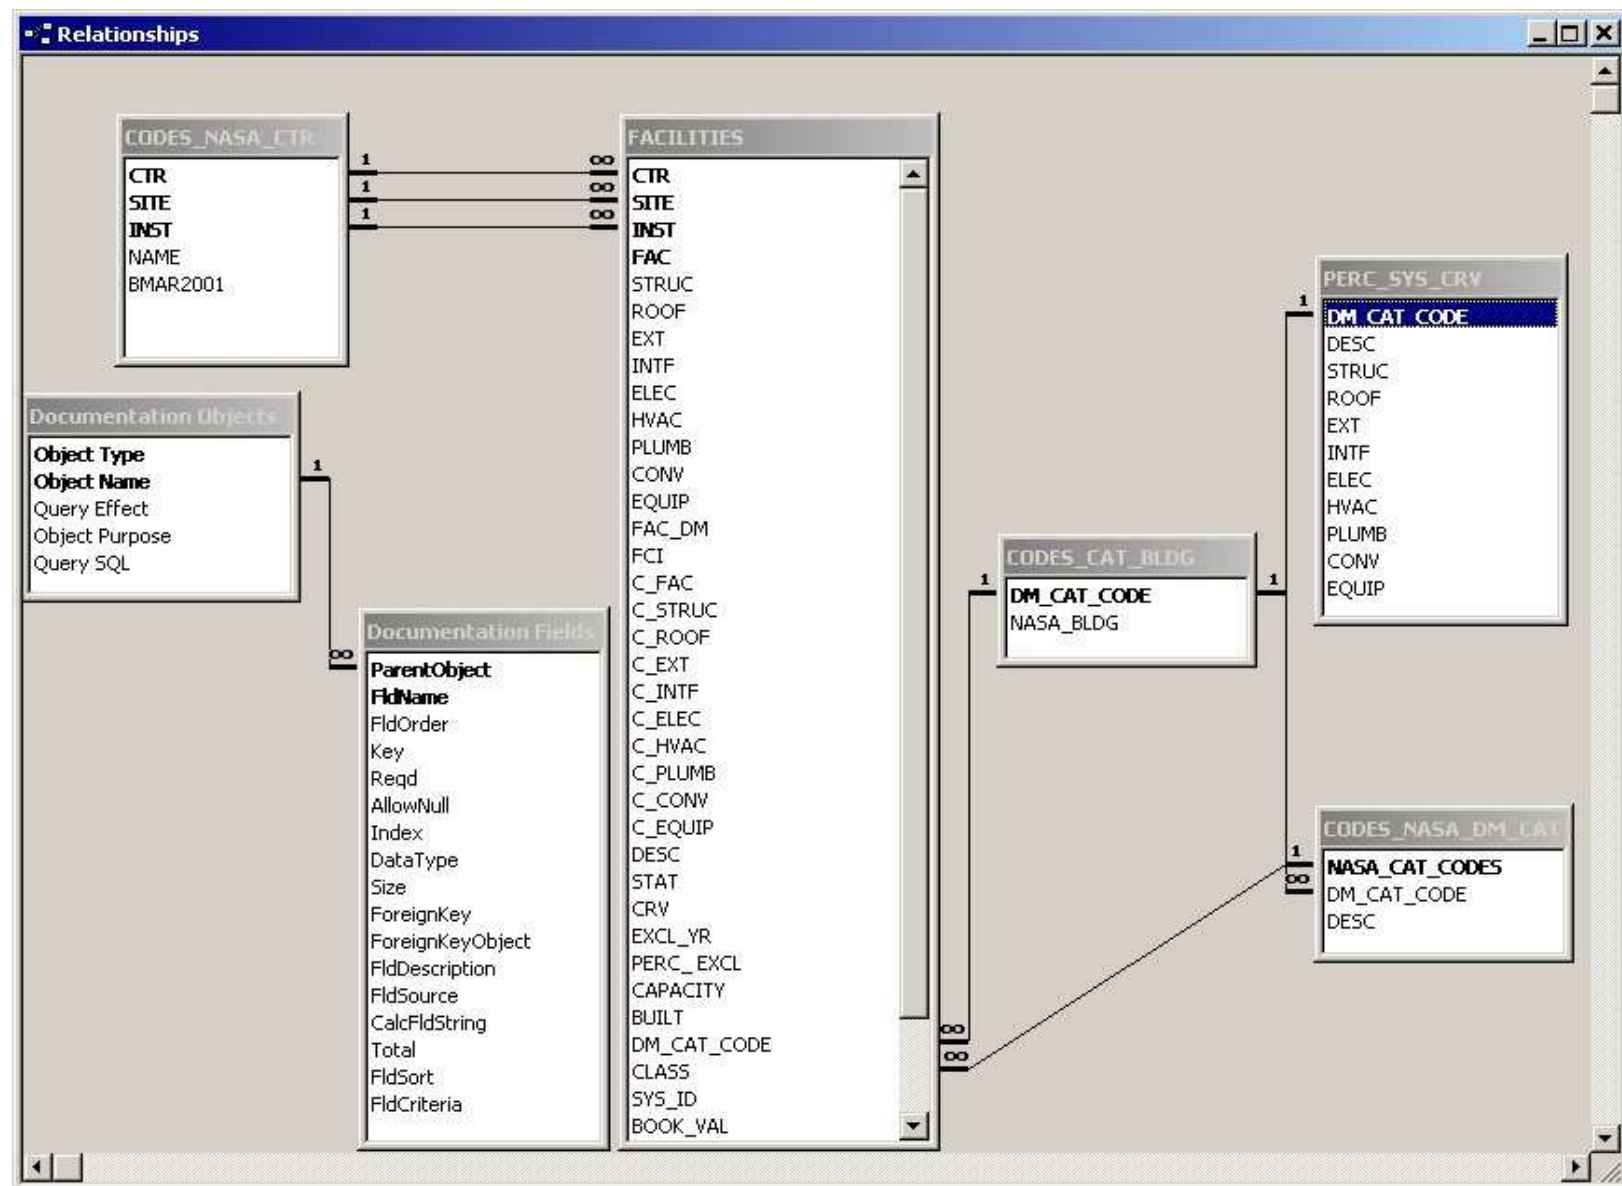 Relationships
CODES_NASA_CTR
CTR
SITE
INST
NAME
BMAR2001
1
1
1
∞
∞
∞
Documentation Objects
Object Type
Object Name
Query Effect
Object Purpose
Query SQL
1
∞
Documentation Fields
ParentObject
FldName
FldOrder
Key
Reqd
AllowNull
Index
DataType
Size
ForeignKey
ForeignKeyObject
FldDescription
FldSource
CalcFldString
Total
FldSort
FldCriteria
FACILITIES
CTR
SITE
INST
FAC
STRUC
ROOF
EXT
INTF
ELEC
HVAC
PLUMB
CONV
EQUIP
FAC_DM
FCI
C_FAC
C_STRUC
C_ROOF
C_EXT
C_INTF
C_ELEC
C_HVAC
C_PLUMB
C_CONV
C_EQUIP
DESC
STAT
CRV
EXCL_YR
PERC_ EXCL
CAPACITY
BUILT
DM_CAT_CODE
CLASS
SYS_ID
BOOK_VAL
∞
∞
1
CODES_CAT_BLDG
DM_CAT_CODE
NASA_BLDG
1
1
PERC_SYS_CRV
DM_CAT_CODE
DESC
STRUC
ROOF
EXT
INTF
ELEC
HVAC
PLUMB
CONV
EQUIP
1
∞
CODES_NASA_DM_CAT
NASA_CAT_CODES
DM_CAT_CODE
DESC